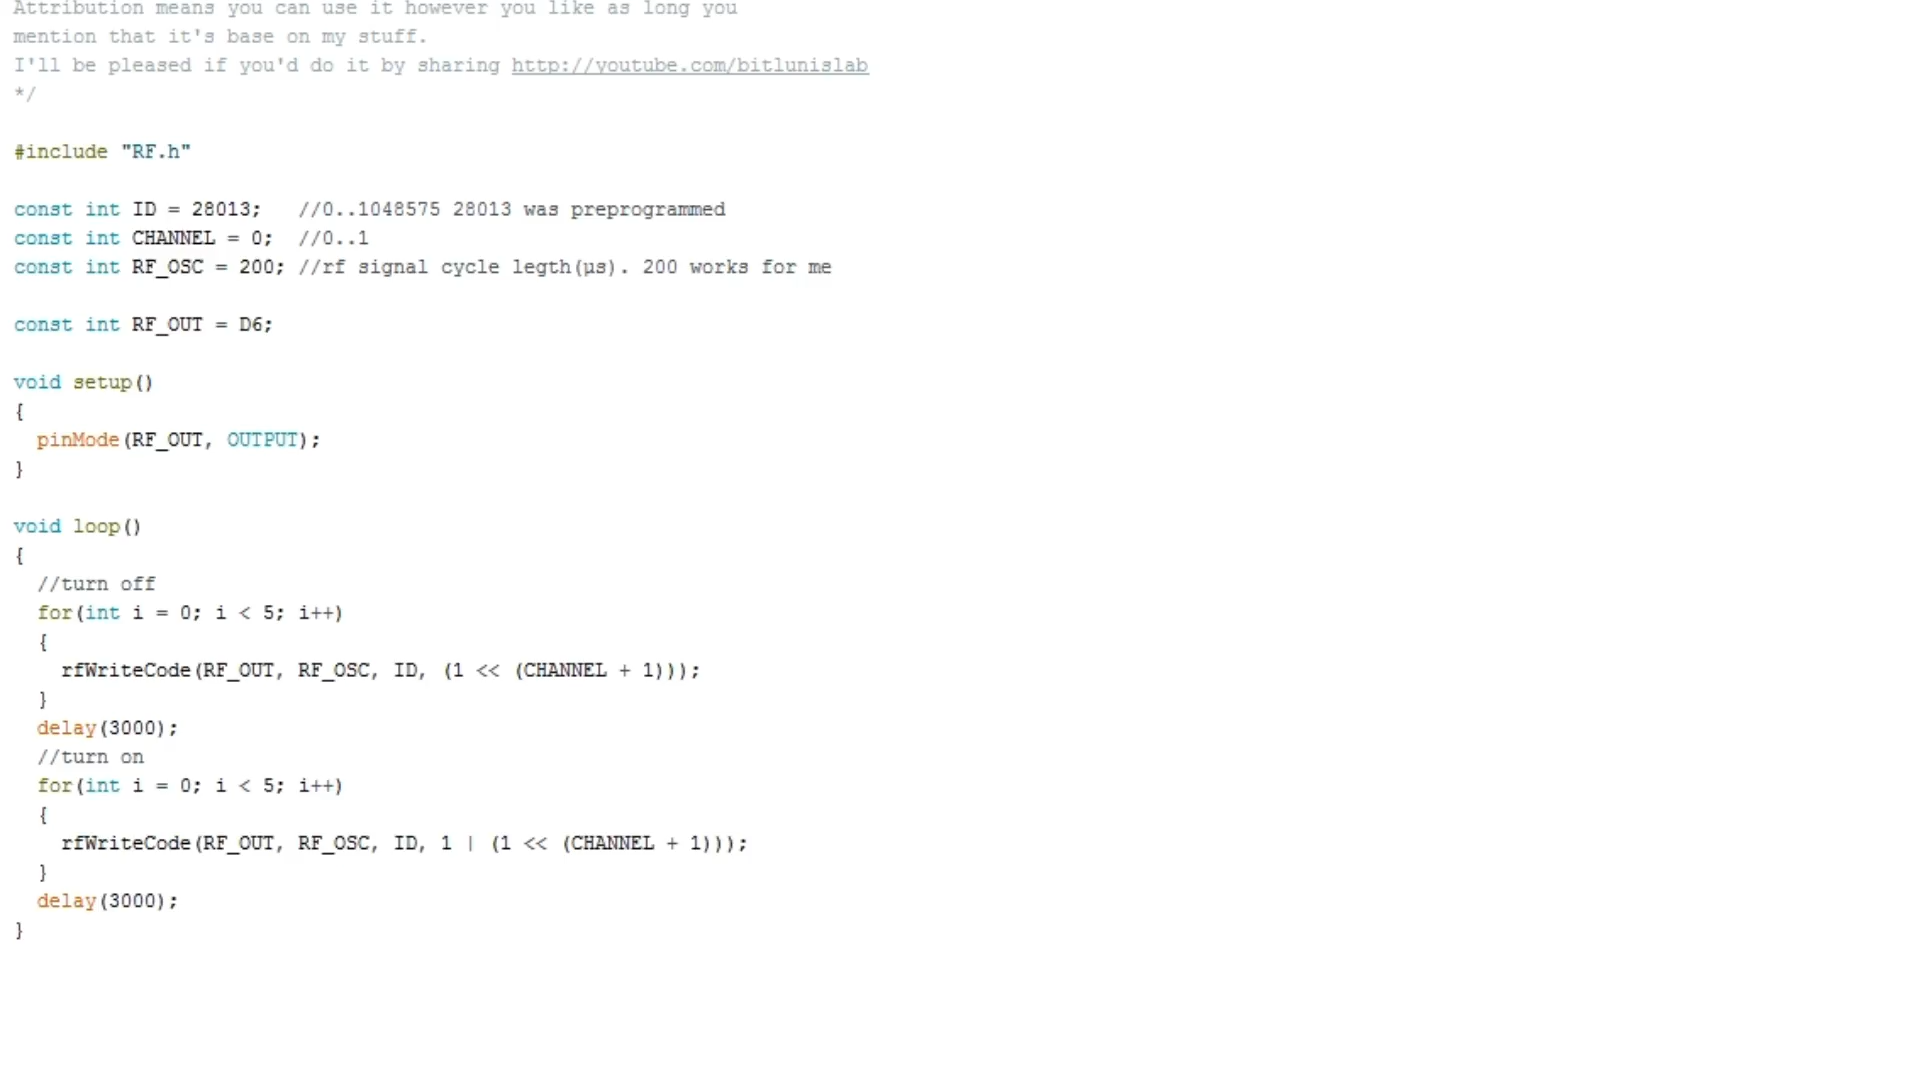 Attribution means you can use it however you like as long you
mention that it's base on my stuff.
I'll be pleased if you'd do it by sharing http://youtube.com/bitlunislab
*/
#include "RF.h"
const int ID = 28013;   //0..1048575 28013 was preprogrammed
const int CHANNEL = 0;  //0..1
const int RF_OSC = 200; //rf signal cycle legth(µs). 200 works for me
const int RF_OUT = D6;
void setup()
{
  pinMode(RF_OUT, OUTPUT);
}
void loop()
{
  //turn off
  for(int i = 0; i < 5; i++)
  {
    rfWriteCode(RF_OUT, RF_OSC, ID, (1 << (CHANNEL + 1)));
  }
  delay(3000);
  //turn on
  for(int i = 0; i < 5; i++)
  {
    rfWriteCode(RF_OUT, RF_OSC, ID, 1 | (1 << (CHANNEL + 1)));
  }
  delay(3000);
}